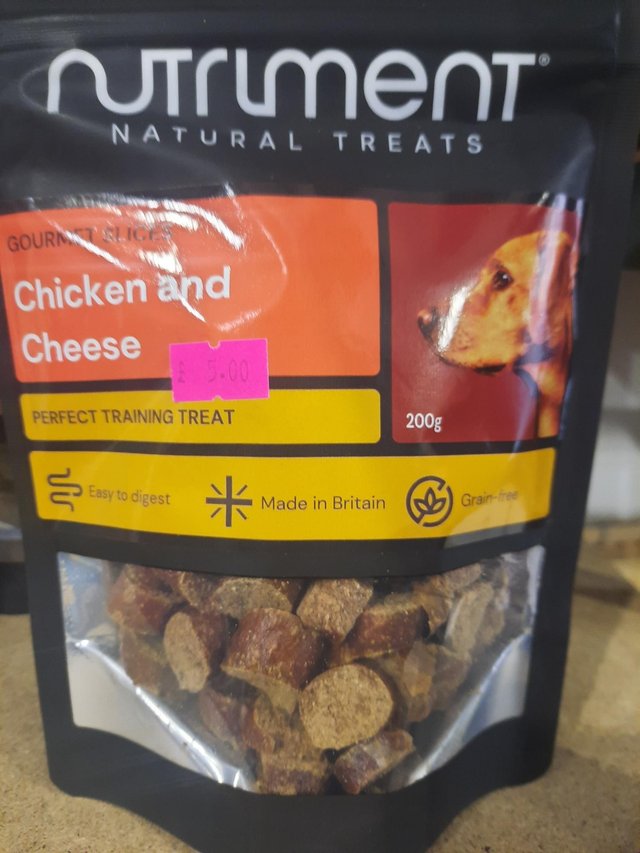 nutriment®
NATURAL TREATS
GOURMET SLICES
Chicken and
Cheese
£ 5.00
PERFECT TRAINING TREAT
200g
Easy to digest
Made in Britain
Grain-free